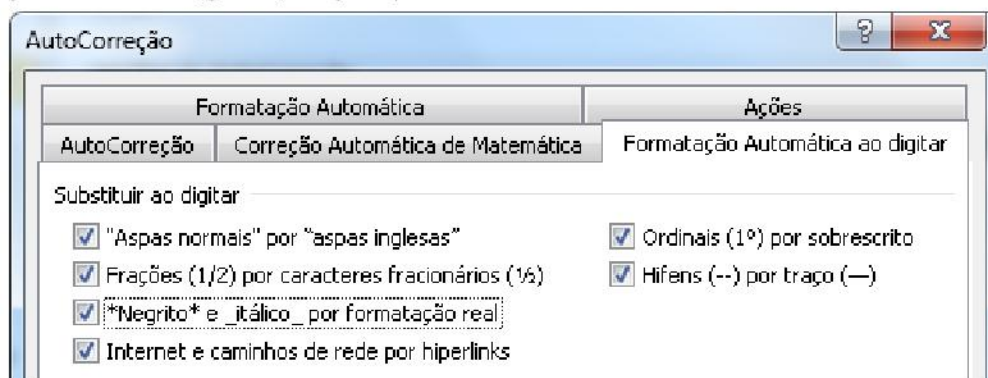 AutoCorreção
Formatação Automática
Ações
AutoCorreção
Correção Automática de Matemática
Formatação Automática ao digitar
Substituir ao digitar
"Aspas normais" por “aspas inglesas”
Ordinais (1º) por sobrescrito
Frações (1/2) por caracteres fracionários (½)
Hifens (--) por traço (—)
*Negrito* e _itálico_ por formatação real
Internet e caminhos de rede por hiperlinks